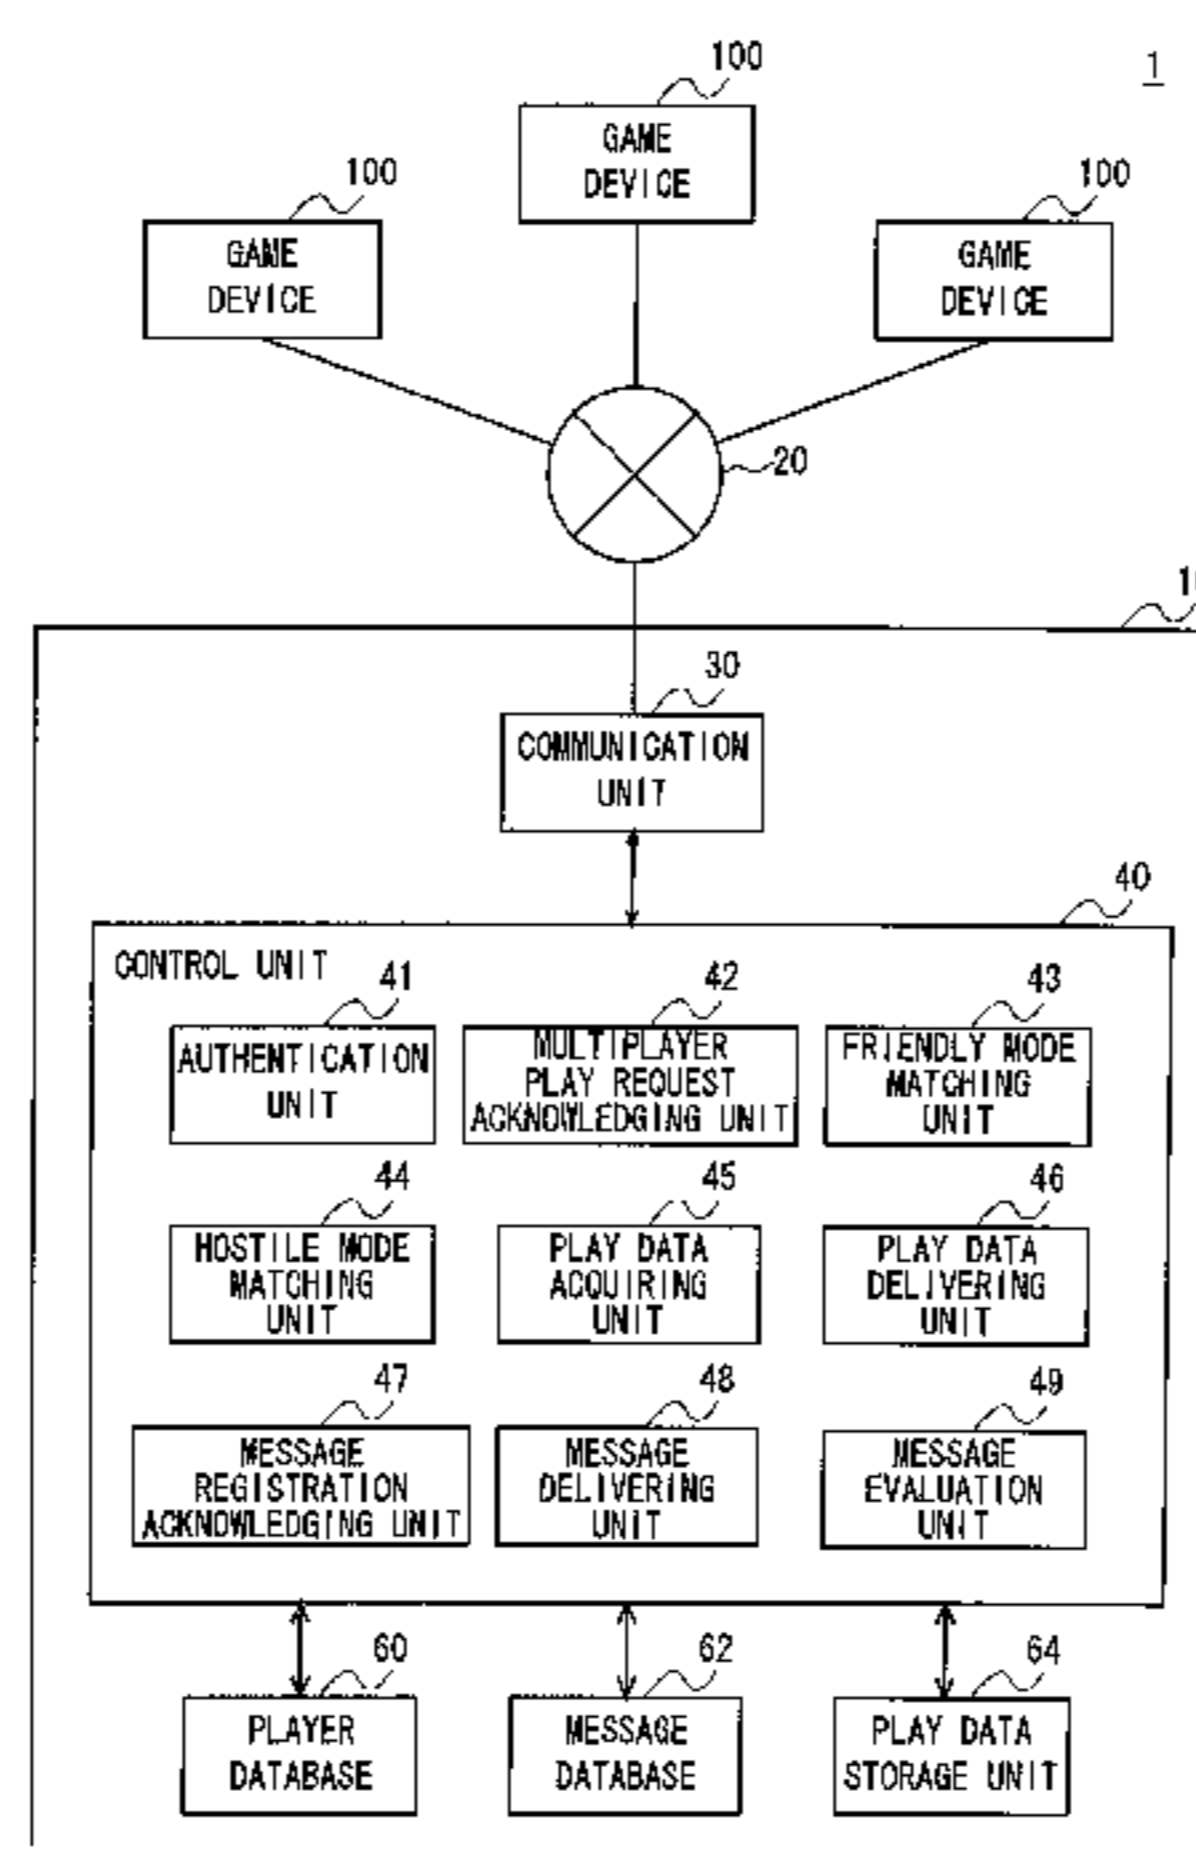 1
100
GAME
DEVICE
100
GAME
DEVICE
100
GAME
DEVICE
20
30
COMMUNICATION
UNIT
40
CONTROL UNIT
41
AUTHENTICATION
UNIT
42
MULTIPLAYER
PLAY REQUEST
ACKNOWLEDGING UNIT
43
FRIENDLY MODE
MATCHING
UNIT
44
HOSTILE MODE
MATCHING
UNIT
45
PLAY DATA
ACQUIRING
UNIT
46
PLAY DATA
DELIVERING
UNIT
47
MESSAGE
REGISTRATION
ACKNOWLEDGING UNIT
48
MESSAGE
DELIVERING
UNIT
49
MESSAGE
EVALUATION
UNIT
60
PLAYER
DATABASE
62
MESSAGE
DATABASE
64
PLAY DATA
STORAGE UNIT